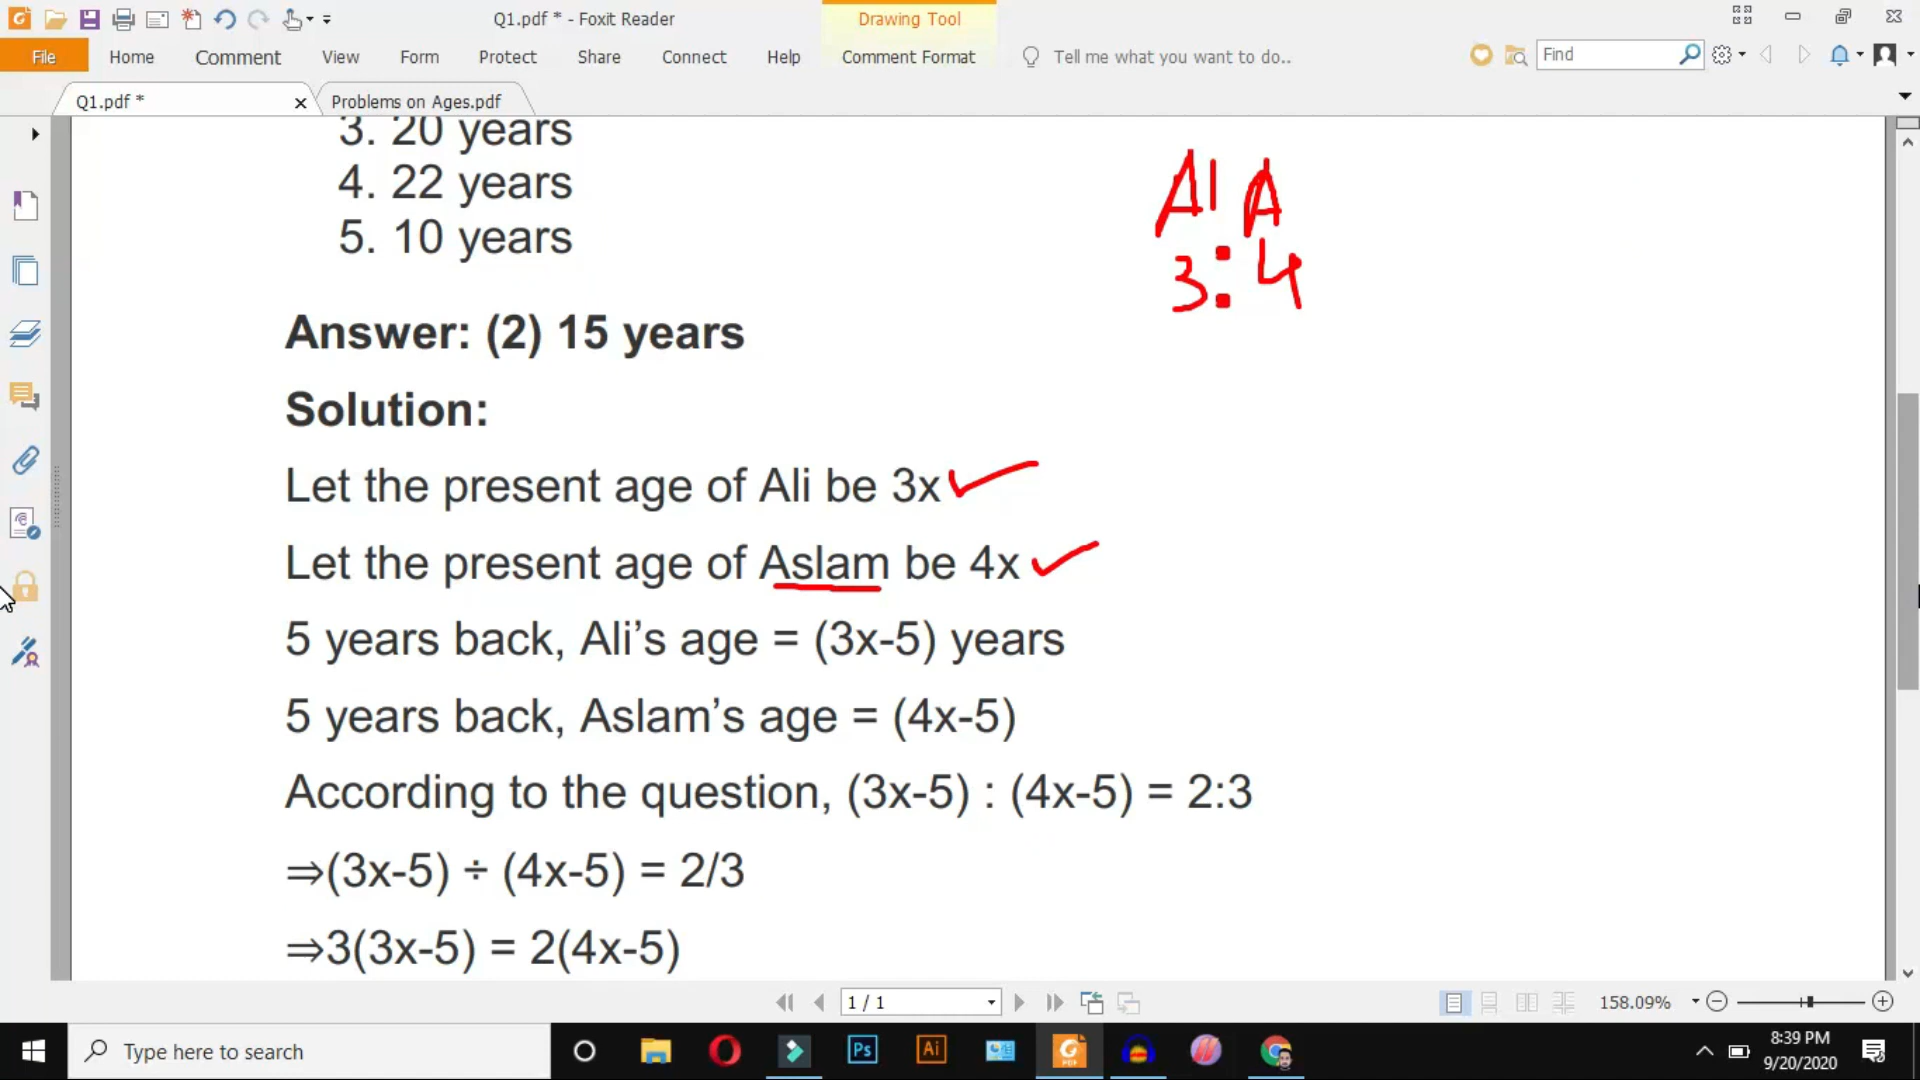 Q1.pdf * - Foxit Reader
Drawing Tool
File Home Comment View Form Protect Share Connect Help Comment Format Tell me what you want to do.. Find
Q1.pdf * Problems on Ages.pdf
3. 20 years
4. 22 years
5. 10 years
Al A
3 : 4
Answer: (2) 15 years
Solution:
Let the present age of Ali be 3x
Let the present age of Aslam be 4x
5 years back, Ali’s age = (3x-5) years
5 years back, Aslam’s age = (4x-5)
According to the question, (3x-5) : (4x-5) = 2:3
⇒(3x-5) ÷ (4x-5) = 2/3
⇒3(3x-5) = 2(4x-5)
1 / 1
158.09%
Type here to search
Ps
Ai
8:39 PM
9/20/2020